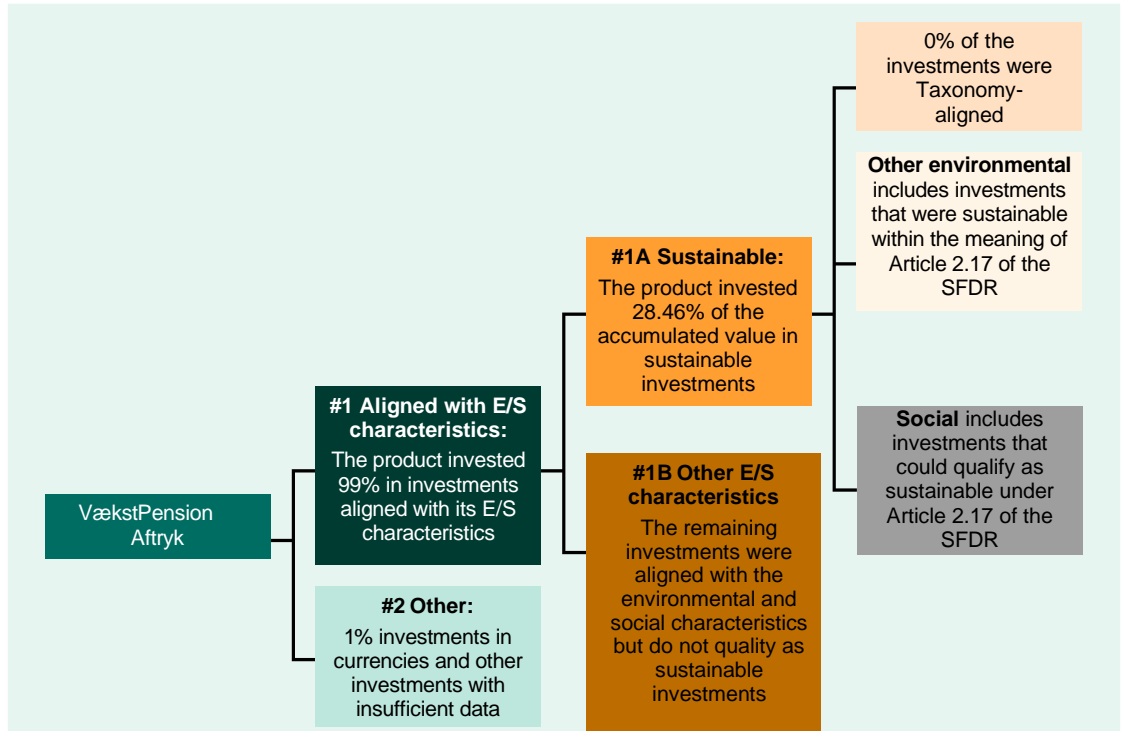 VækstPension
Aftryk
#1 Aligned with E/S
characteristics:
The product invested
99% in investments
aligned with its E/S
characteristics
#2 Other:
1% investments in
currencies and other
investments with
insufficient data
#1A Sustainable:
The product invested
28.46% of the
accumulated value in
sustainable
investments
#1B Other E/S
characteristics
The remaining
investments were
aligned with the
environmental and
social characteristics
but do not quality as
sustainable
investments
0% of the
investments were
Taxonomy-
aligned
Other environmental
includes investments
that were sustainable
within the meaning of
Article 2.17 of the
SFDR
Social includes
investments that
could qualify as
sustainable under
Article 2.17 of the
SFDR